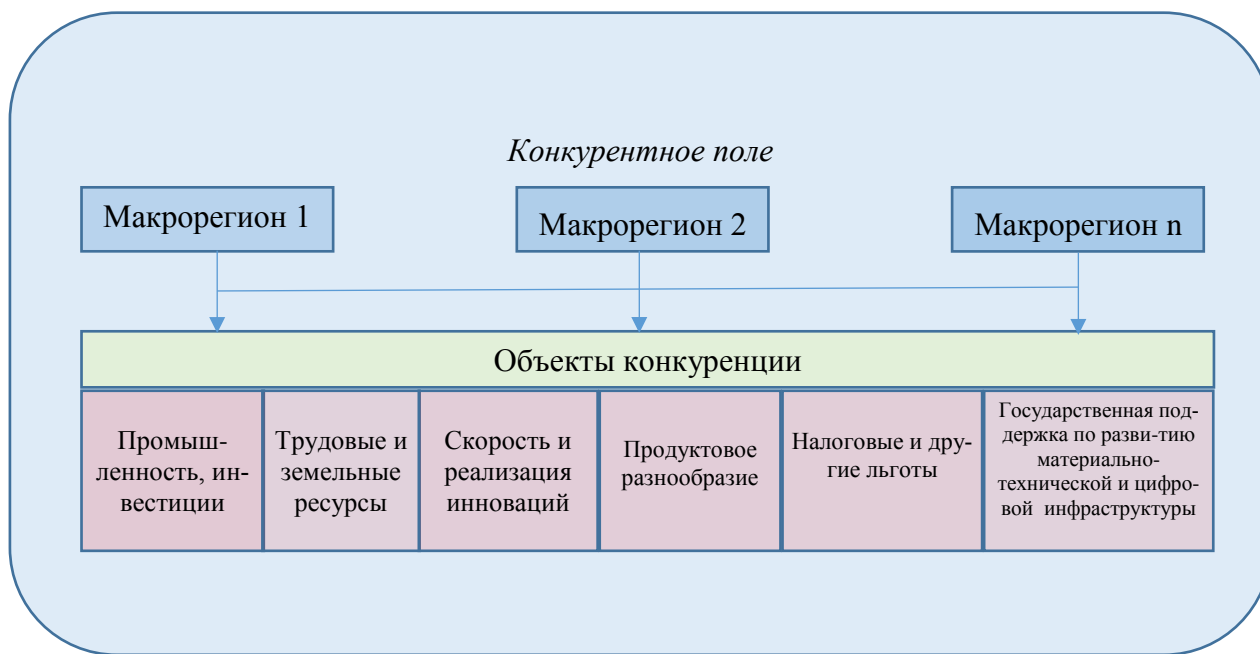 Конкурентное поле
Макрорегион 1
Макрорегион 2
Макрорегион n
Объекты конкуренции
Промыш-
ленность, ин-
вестиции
Трудовые и
земельные
ресурсы
Скорость и
реализация
инноваций
Продуктовое
разнообразие
Налоговые и дру-
гие льготы
Государственная под-
держка по разви-тию
материально-
технической и цифро-
вой инфраструктуры